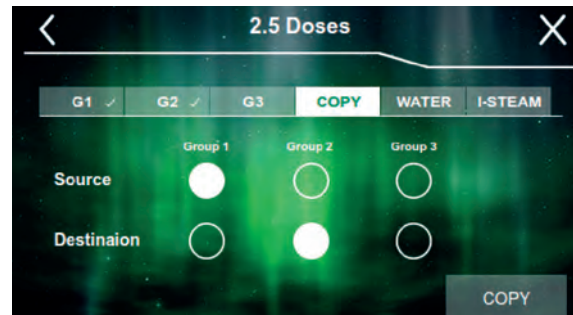 2.5 Doses
G1 ✓ G2 ✓ G3 COPY WATER I-STEAM
Group 1 Group 2 Group 3
Source
Destinaion
COPY